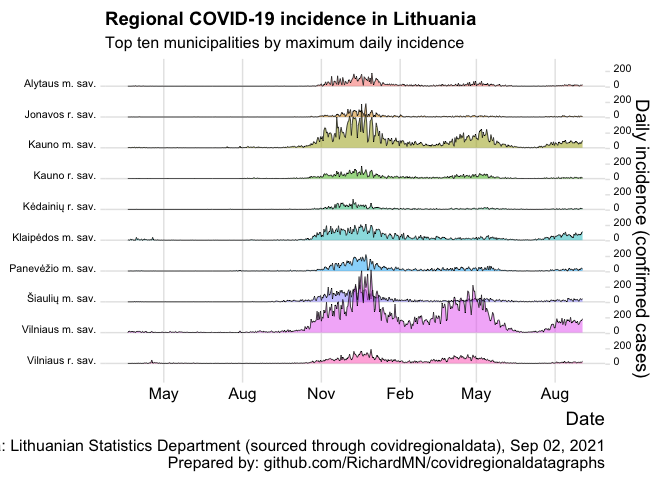 Regional COVID-19 incidence in Lithuania
Top ten municipalities by maximum daily incidence
Alytaus m. sav.
200
0
Jonavos r. sav.
200
0
Kauno m. sav.
200
0
Kauno r. sav.
200
0
Kėdainių r. sav.
200
0
Klaipėdos m. sav.
200
0
Panevėžio m. sav.
200
0
Šiaulių m. sav.
200
0
Vilniaus m. sav.
200
0
Vilniaus r. sav.
200
0
Daily incidence (confirmed cases)
May Aug Nov Feb May Aug
Date
: Lithuanian Statistics Department (sourced through covidregionaldata), Sep 02, 2021
Prepared by: github.com/RichardMN/covidregionaldatagraphs